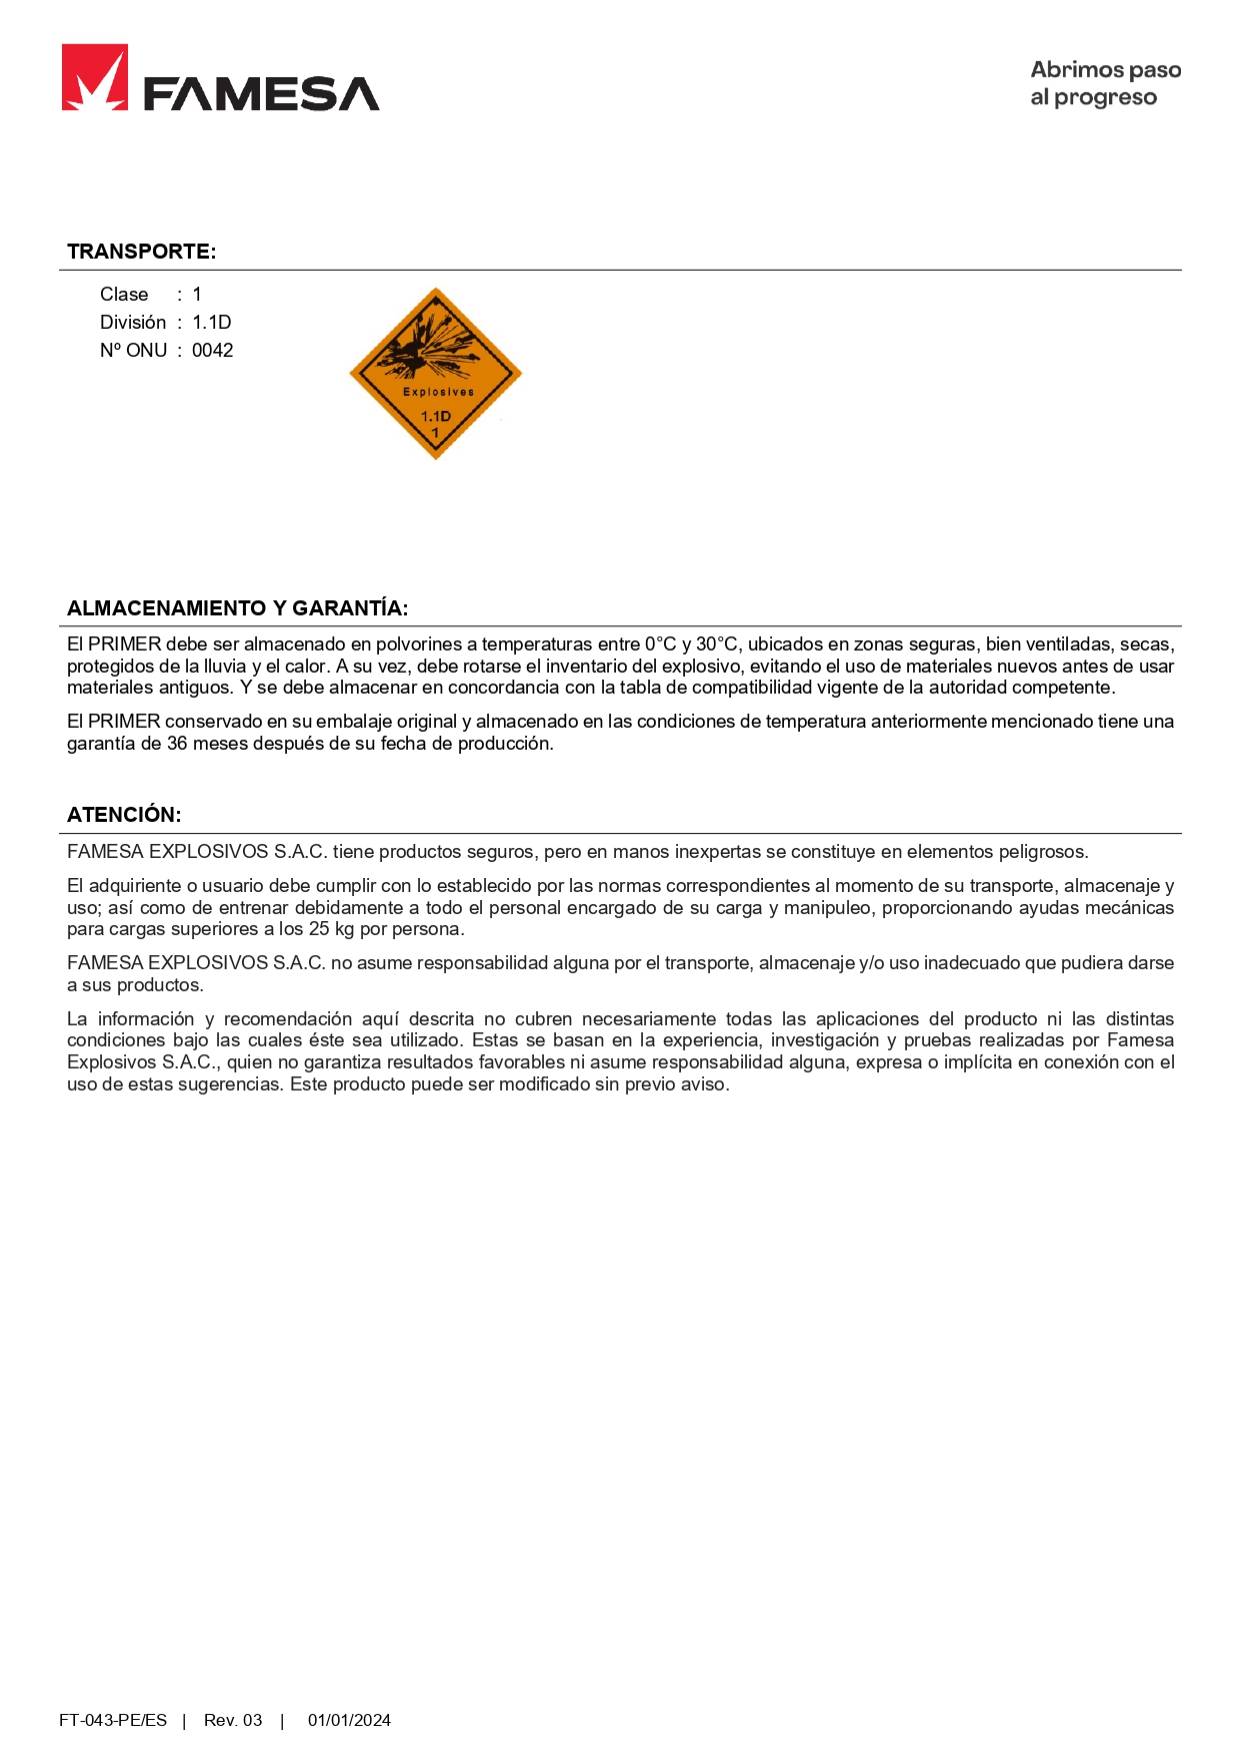 FAMESA
Abrimos paso
al progreso
TRANSPORTE:
Clase : 1
División : 1.1D
Nº ONU : 0042
Explosives
1.1D
1
ALMACENAMIENTO Y GARANTÍA:
El PRIMER debe ser almacenado en polvorines a temperaturas entre 0°C y 30°C, ubicados en zonas seguras, bien ventiladas, secas,
protegidos de la lluvia y el calor. A su vez, debe rotarse el inventario del explosivo, evitando el uso de materiales nuevos antes de usar
materiales antiguos. Y se debe almacenar en concordancia con la tabla de compatibilidad vigente de la autoridad competente.
El PRIMER conservado en su embalaje original y almacenado en las condiciones de temperatura anteriormente mencionado tiene una
garantía de 36 meses después de su fecha de producción.
ATENCIÓN:
FAMESA EXPLOSIVOS S.A.C. tiene productos seguros, pero en manos inexpertas se constituye en elementos peligrosos.
El adquiriente o usuario debe cumplir con lo establecido por las normas correspondientes al momento de su transporte, almacenaje y
uso; así como de entrenar debidamente a todo el personal encargado de su carga y manipuleo, proporcionando ayudas mecánicas
para cargas superiores a los 25 kg por persona.
FAMESA EXPLOSIVOS S.A.C. no asume responsabilidad alguna por el transporte, almacenaje y/o uso inadecuado que pudiera darse
a sus productos.
La información y recomendación aquí descrita no cubren necesariamente todas las aplicaciones del producto ni las distintas
condiciones bajo las cuales éste sea utilizado. Estas se basan en la experiencia, investigación y pruebas realizadas por Famesa
Explosivos S.A.C., quien no garantiza resultados favorables ni asume responsabilidad alguna, expresa o implícita en conexión con el
uso de estas sugerencias. Este producto puede ser modificado sin previo aviso.
FT-043-PE/ES | Rev. 03 | 01/01/2024